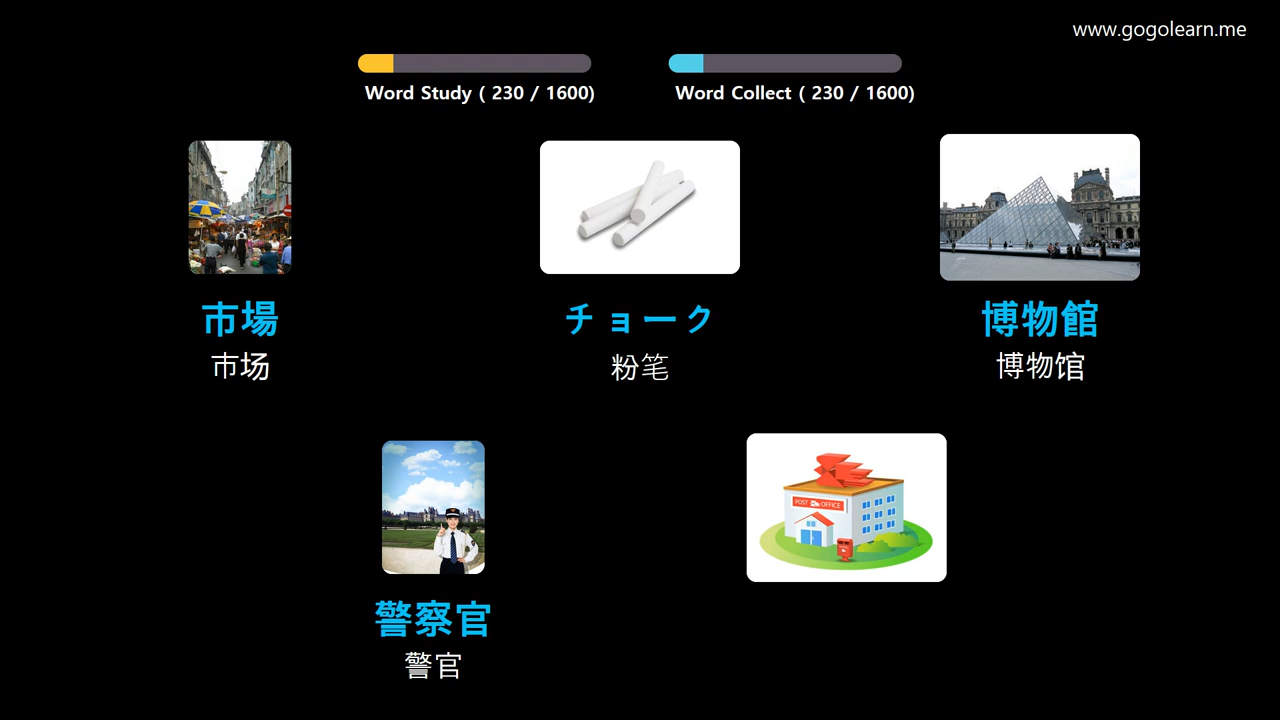 www.gogolearn.me
Word Study ( 230 / 1600)
Word Collect ( 230 / 1600)
市場
市场
チョーク
粉笔
博物館
博物馆
警察官
警官
POST OFFICE